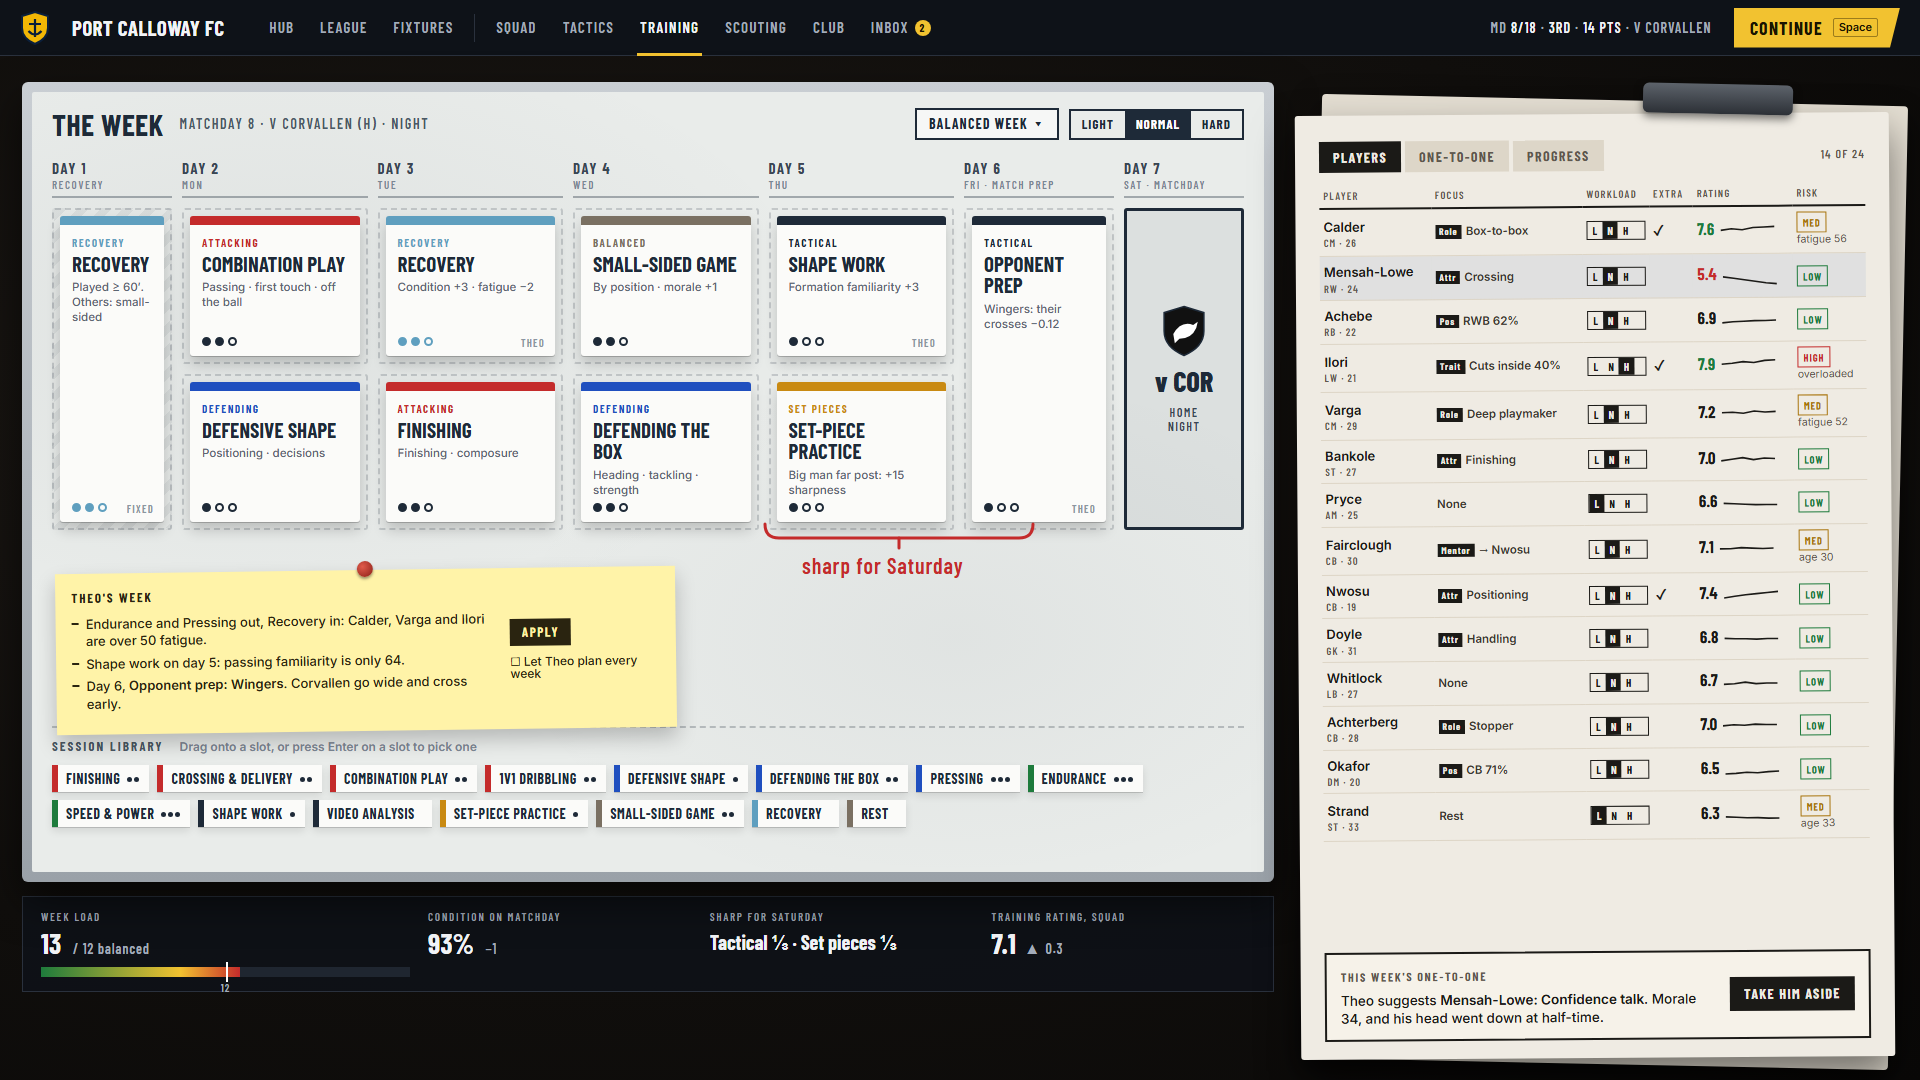 PORT CALLOWAY FC
HUB LEAGUE FIXTURES SQUAD TACTICS TRAINING SCOUTING CLUB INBOX 2
MD 8/18 · 3RD · 14 PTS · V CORVALLEN
CONTINUE Space
THE WEEK MATCHDAY 8 · V CORVALLEN (H) · NIGHT
BALANCED WEEK
LIGHT NORMAL HARD
DAY 1
RECOVERY
DAY 2
MON
DAY 3
TUE
DAY 4
WED
DAY 5
THU
DAY 6
FRI · MATCH PREP
DAY 7
SAT · MATCHDAY
RECOVERY
RECOVERY
Played ≥ 60'.
Others: small-
sided
FIXED
ATTACKING
COMBINATION PLAY
Passing · first touch · off
the ball
RECOVERY
RECOVERY
Condition +3 · fatigue −2
THEO
BALANCED
SMALL-SIDED GAME
By position · morale +1
TACTICAL
SHAPE WORK
Formation familiarity +3
THEO
TACTICAL
OPPONENT
PREP
Wingers: their
crosses −0.12
THEO
v COR
HOME
NIGHT
DEFENDING
DEFENSIVE SHAPE
Positioning · decisions
ATTACKING
FINISHING
Finishing · composure
DEFENDING
DEFENDING THE
BOX
Heading · tackling ·
strength
SET PIECES
SET-PIECE
PRACTICE
Big man far post: +15
sharpness
sharp for Saturday
THEO'S WEEK
– Endurance and Pressing out, Recovery in: Calder, Varga and Ilori
are over 50 fatigue.
– Shape work on day 5: passing familiarity is only 64.
– Day 6, Opponent prep: Wingers. Corvallen go wide and cross
early.
APPLY
Let Theo plan every
week
SESSION LIBRARY Drag onto a slot, or press Enter on a slot to pick one
FINISHING CROSSING & DELIVERY COMBINATION PLAY 1V1 DRIBBLING DEFENSIVE SHAPE DEFENDING THE BOX PRESSING ENDURANCE
SPEED & POWER SHAPE WORK VIDEO ANALYSIS SET-PIECE PRACTICE SMALL-SIDED GAME RECOVERY REST
WEEK LOAD
13 / 12 balanced
12
CONDITION ON MATCHDAY
93% −1
SHARP FOR SATURDAY
Tactical ⅓ · Set pieces ⅓
TRAINING RATING, SQUAD
7.1 ▲ 0.3
PLAYERS ONE-TO-ONE PROGRESS 14 OF 24
PLAYER FOCUS WORKLOAD EXTRA RATING RISK
Calder Role Box-to-box L N H ✓ 7.6 MED
CM · 26 fatigue 56
Mensah-Lowe Attr Crossing L N H 5.4 LOW
RW · 24
Achebe Pos RWB 62% L N H 6.9 LOW
RB · 22
Ilori Trait Cuts inside 40% L N H ✓ 7.9 HIGH
LW · 21 overloaded
Varga Role Deep playmaker L N H 7.2 MED
CM · 29 fatigue 52
Bankole Attr Finishing L N H 7.0 LOW
ST · 27
Pryce None L N H 6.6 LOW
AM · 25
Fairclough Mentor → Nwosu L N H 7.1 MED
CB · 30 age 30
Nwosu Attr Positioning L N H ✓ 7.4 LOW
CB · 19
Doyle Attr Handling L N H 6.8 LOW
GK · 31
Whitlock None L N H 6.7 LOW
LB · 27
Achterberg Role Stopper L N H 7.0 LOW
CB · 28
Okafor Pos CB 71% L N H 6.5 LOW
DM · 20
Strand Rest L N H 6.3 MED
ST · 33 age 33
THIS WEEK'S ONE-TO-ONE
Theo suggests Mensah-Lowe: Confidence talk. Morale
34, and his head went down at half-time.
TAKE HIM ASIDE